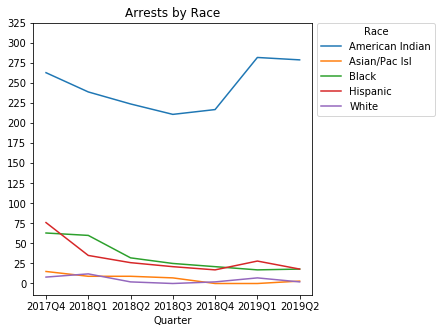 Arrests by Race
325
300
275
250
225
200
175
150
125
100
75
50
25
0
2017Q4 2018Q1 2018Q2 2018Q3 2018Q4 2019Q1 2019Q2
Quarter
Race
American Indian
Asian/Pac Isl
Black
Hispanic
White